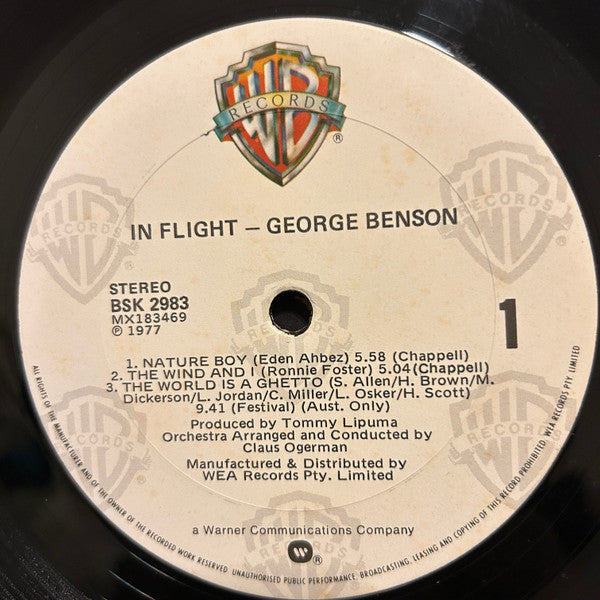 WB
RECORDS
®
IN FLIGHT – GEORGE BENSON
STEREO
BSK 2983
MX183469
℗ 1977
1
1. NATURE BOY (Eden Ahbez) 5.58 (Chappell)
2. THE WIND AND I (Ronnie Foster) 5.04(Chappell)
3. THE WORLD IS A GHETTO (S. Allen/H. Brown/M.
Dickerson/L. Jordan/C. Miller/L. Osker/H. Scott)
9.41 (Festival) (Aust. Only)
Produced by Tommy Lipuma
Orchestra Arranged and Conducted by
Claus Ogerman
Manufactured & Distributed by
WEA Records Pty. Limited
a Warner Communications Company
®
ALL RIGHTS OF THE MANUFACTURER AND OF THE OWNER OF THE RECORDED WORK RESERVED. UNAUTHORISED PUBLIC PERFORMANCE, BROADCASTING, LEASING AND COPYING OF THIS RECORD PROHIBITED. WEA RECORDS PTY LIMITED